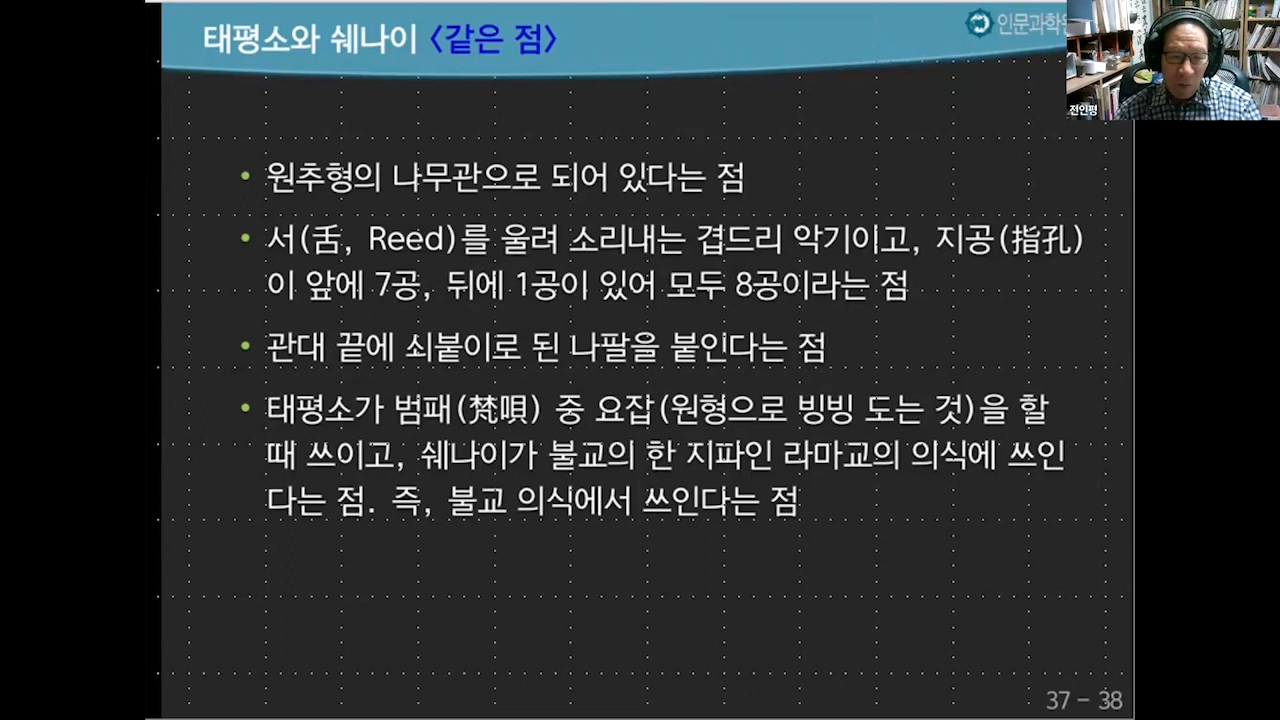 태평소와 쉐나이 〈같은 점〉
인문과학
전인평
• 원추형의 나무관으로 되어 있다는 점
• 서(舌, Reed)를 울려 소리내는 겹드리 악기이고, 지공(指孔)
이 앞에 7공, 뒤에 1공이 있어 모두 8공이라는 점
• 관대 끝에 쇠붙이로 된 나팔을 붙인다는 점
• 태평소가 범패(梵唄) 중 요잡(원형으로 빙빙 도는 것)을 할
때 쓰이고, 쉐나이가 불교의 한 지파인 라마교의 의식에 쓰인
다는 점. 즉, 불교 의식에서 쓰인다는 점
37 - 38